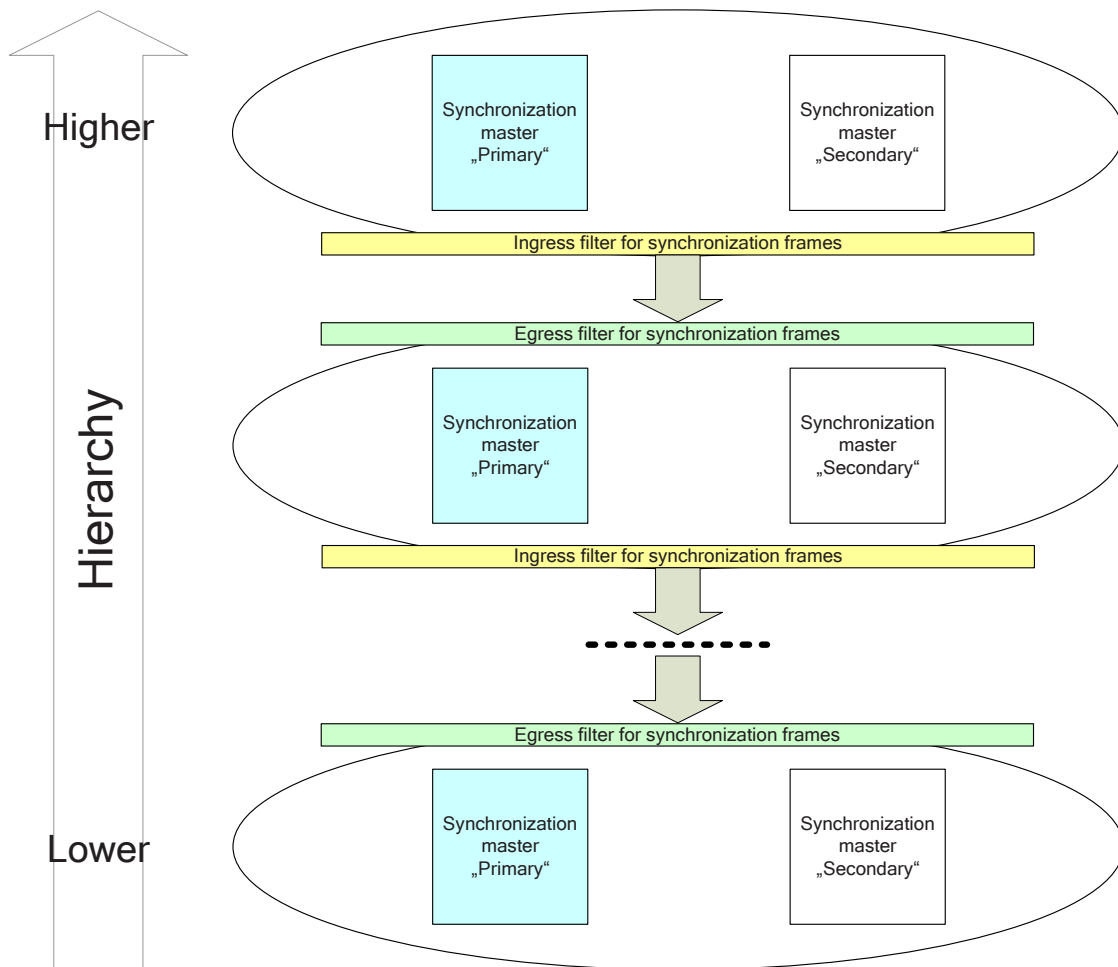 Higher
Synchronization
master
„Primary“
Synchronization
master
„Secondary“
Ingress filter for synchronization frames
Egress filter for synchronization frames
Hierarchy
Synchronization
master
„Primary“
Synchronization
master
„Secondary“
Ingress filter for synchronization frames
Egress filter for synchronization frames
Lower
Synchronization
master
„Primary“
Synchronization
master
„Secondary“